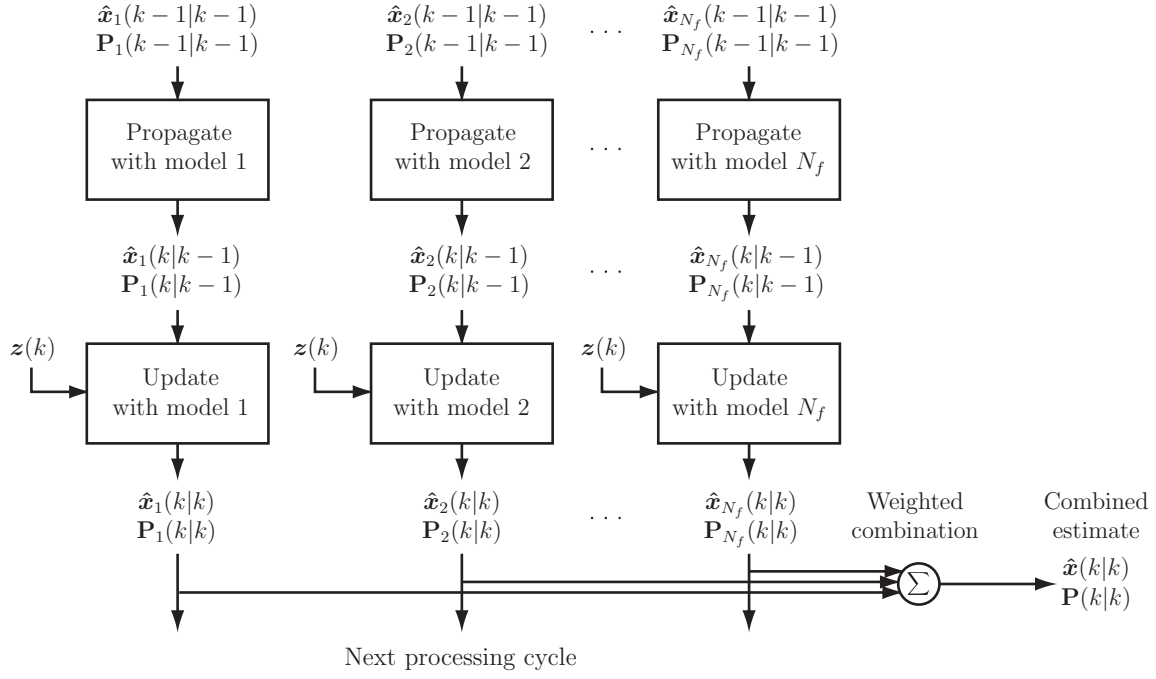 x̂₁(k−1|k−1) x̂₂(k−1|k−1) x̂_{N_f}(k−1|k−1)
P₁(k−1|k−1) P₂(k−1|k−1) . . . P_{N_f}(k−1|k−1)
Propagate with model 1
Propagate with model 2
. . .
Propagate with model N_f
x̂₁(k|k−1) x̂₂(k|k−1) x̂_{N_f}(k|k−1)
P₁(k|k−1) P₂(k|k−1) . . . P_{N_f}(k|k−1)
z(k) z(k) z(k)
Update with model 1
Update with model 2
Update with model N_f
x̂₁(k|k) x̂₂(k|k) x̂_{N_f}(k|k)
P₁(k|k) P₂(k|k) . . . P_{N_f}(k|k)
Weighted combination
Combined estimate
Σ
x̂(k|k)
P(k|k)
Next processing cycle